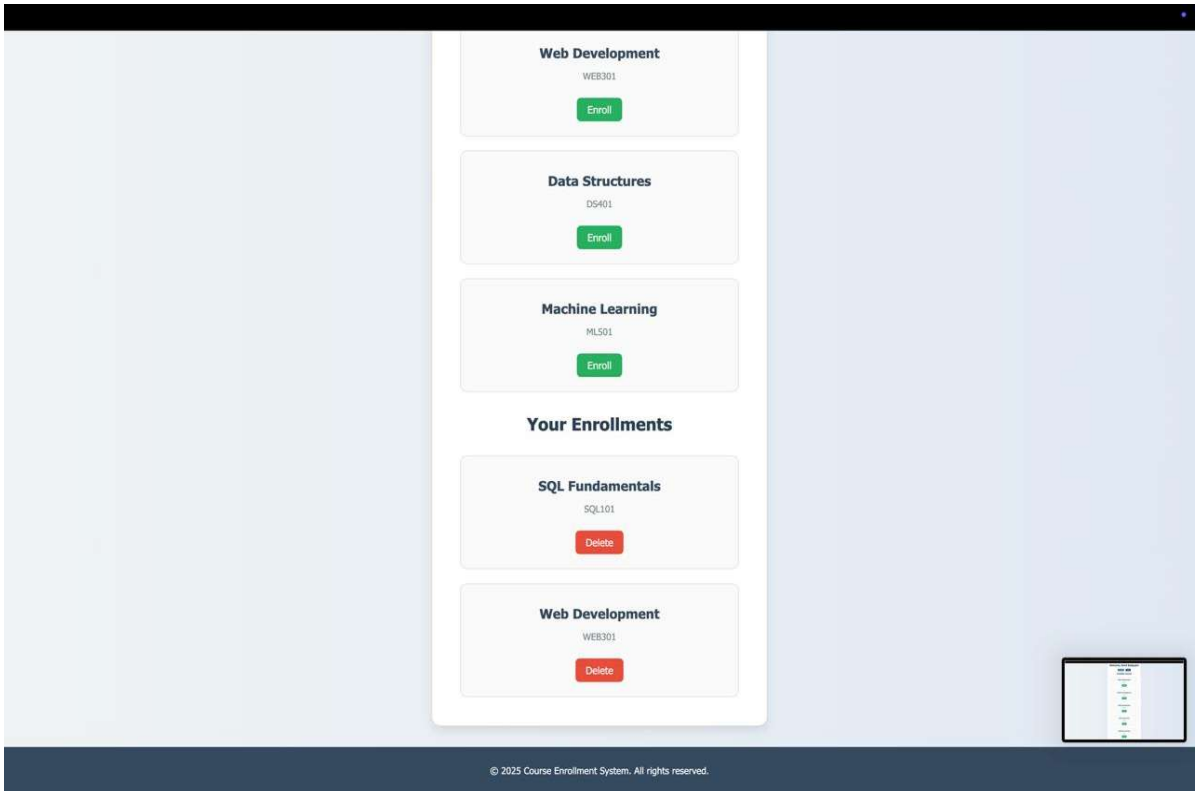 Web Development
WEB301
Enroll
Data Structures
DS401
Enroll
Machine Learning
ML501
Enroll
Your Enrollments
SQL Fundamentals
SQL101
Delete
Web Development
WEB301
Delete
© 2025 Course Enrollment System. All rights reserved.